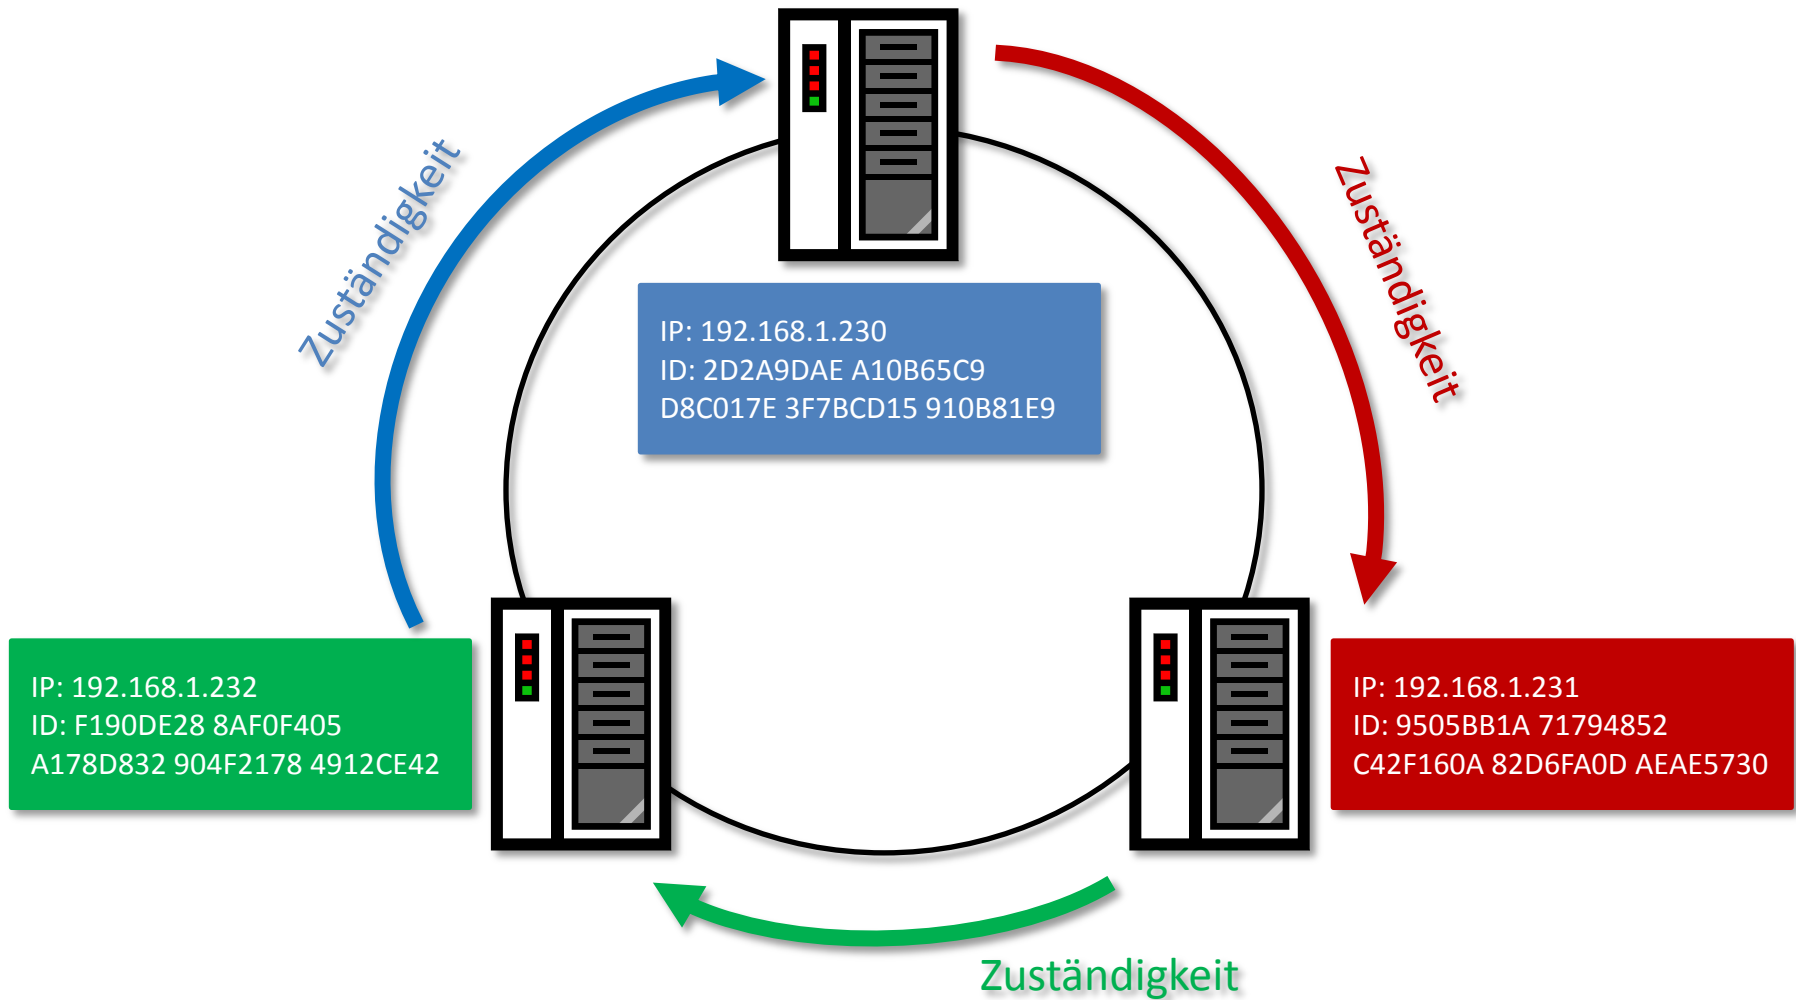 Zuständigkeit
Zuständigkeit
IP: 192.168.1.230
ID: 2D2A9DAE A10B65C9
D8C017E 3F7BCD15 910B81E9
IP: 192.168.1.232
ID: F190DE28 8AF0F405
A178D832 904F2178 4912CE42
IP: 192.168.1.231
ID: 9505BB1A 71794852
C42F160A 82D6FA0D AEAE5730
Zuständigkeit